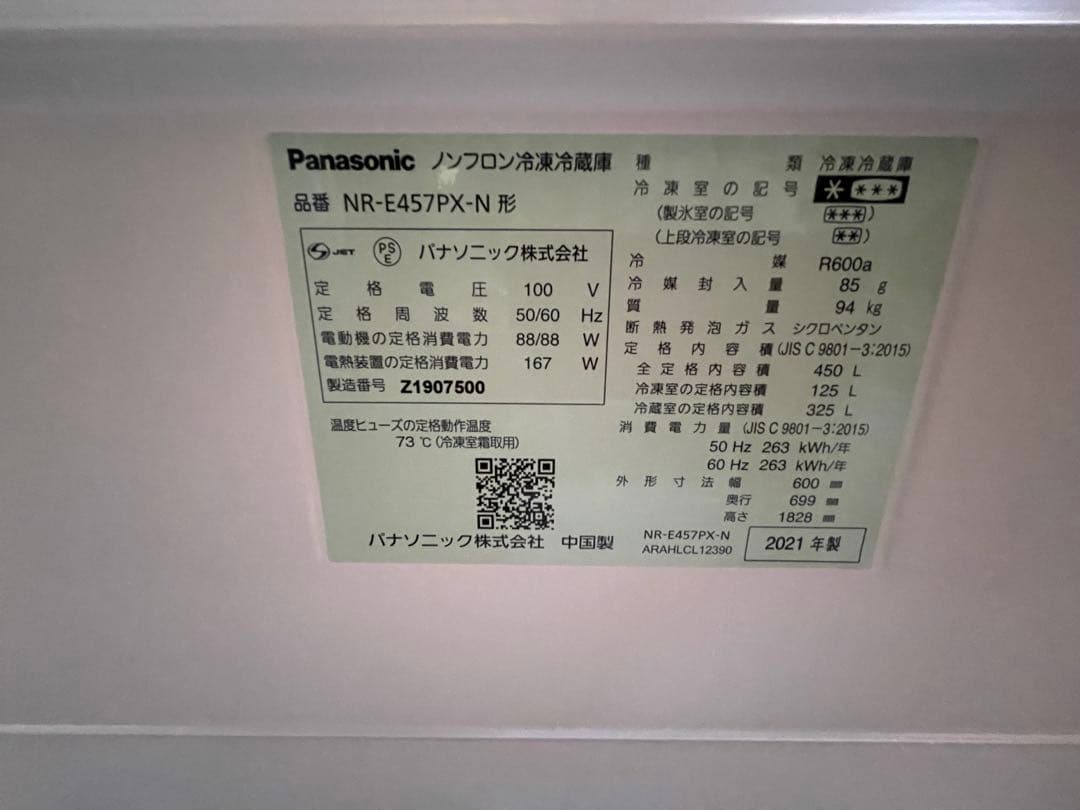 Panasonic ノンフロン冷凍冷蔵庫
品番 NR-E457PX-N 形
JET PSE パナソニック株式会社
定格電圧 100 V
定格周波数 50/60 Hz
電動機の定格消費電力 88/88 W
電熱装置の定格消費電力 167 W
製造番号 Z1907500
温度ヒューズの定格動作温度
73 ℃ (冷凍室霜取用)
パナソニック株式会社 中国製
種類 冷凍冷蔵庫
冷凍室の記号 * ***
(製氷室の記号 ***)
(上段冷凍室の記号 **)
冷媒 R600a
冷媒封入量 85 g
質量 94 kg
断熱発泡ガス シクロペンタン
定格内容積 (JIS C 9801-3:2015)
全定格内容積 450 L
冷凍室の定格内容積 125 L
冷蔵室の定格内容積 325 L
消費電力量 (JIS C 9801-3:2015)
50 Hz 263 kWh/年
60 Hz 263 kWh/年
外形寸法 幅 600 ㎜
奥行 699 ㎜
高さ 1828 ㎜
NR-E457PX-N
ARAHLCL12390
2021 年製